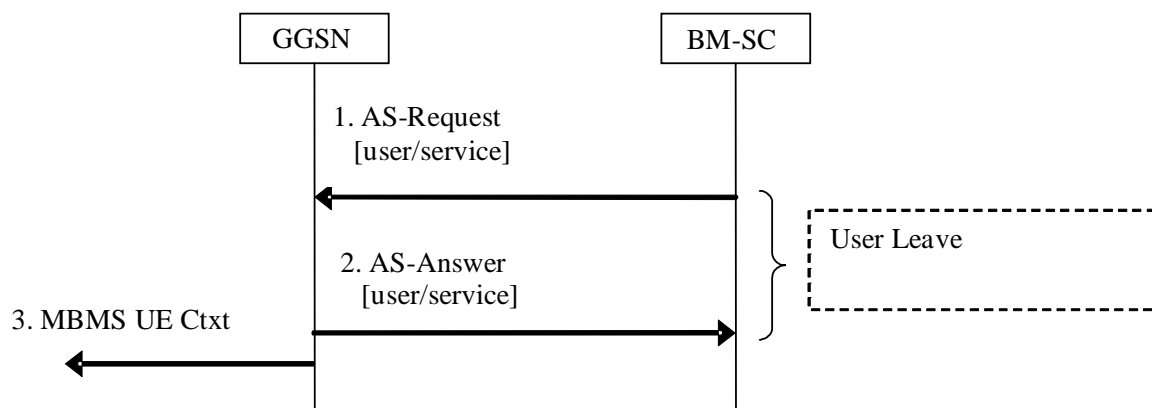 GGSN
BM-SC
1. AS-Request
[user/service]
User Leave
2. AS-Answer
[user/service]
3. MBMS UE Ctxt